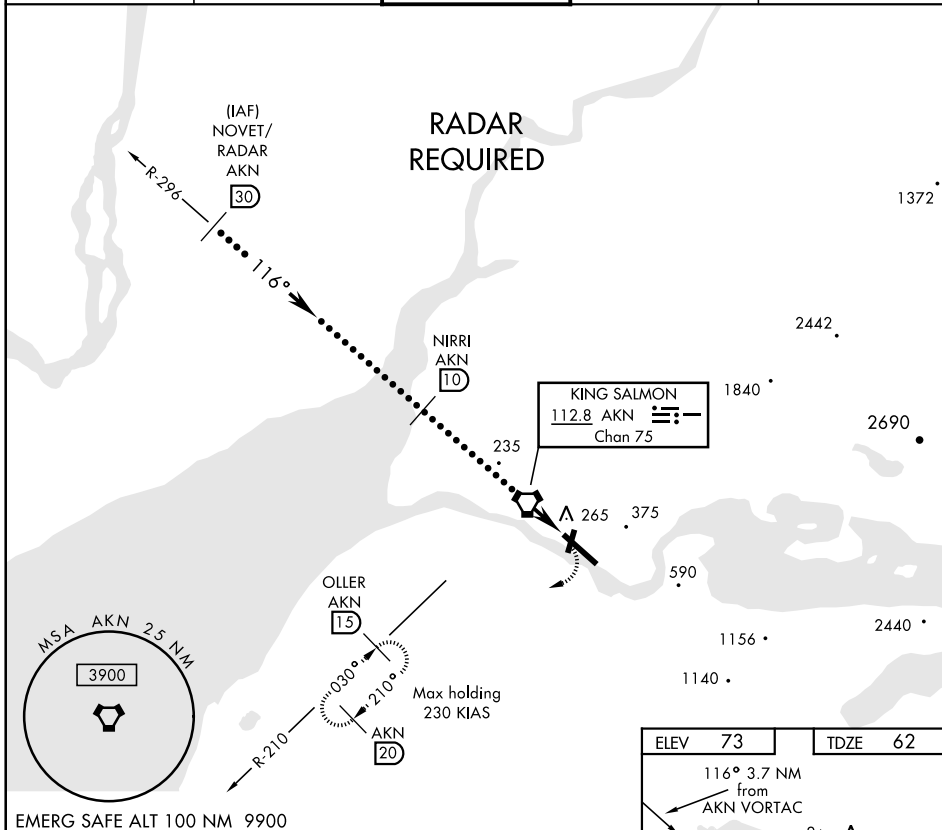 (IAF)
NOVET/
RADAR
AKN
30
RADAR
REQUIRED
R-296
1372
116°
2442
NIRRI
AKN
10
1840
KING SALMON
112.8 AKN
Chan 75
2690
235
265
375
590
OLLER
AKN
15
MSA AKN 25 NM
3900
2440
1156
030°
210°
Max holding
230 KIAS
1140
AKN
20
R-210
ELEV 73
TDZE 62
116° 3.7 NM
from
AKN VORTAC
EMERG SAFE ALT 100 NM 9900